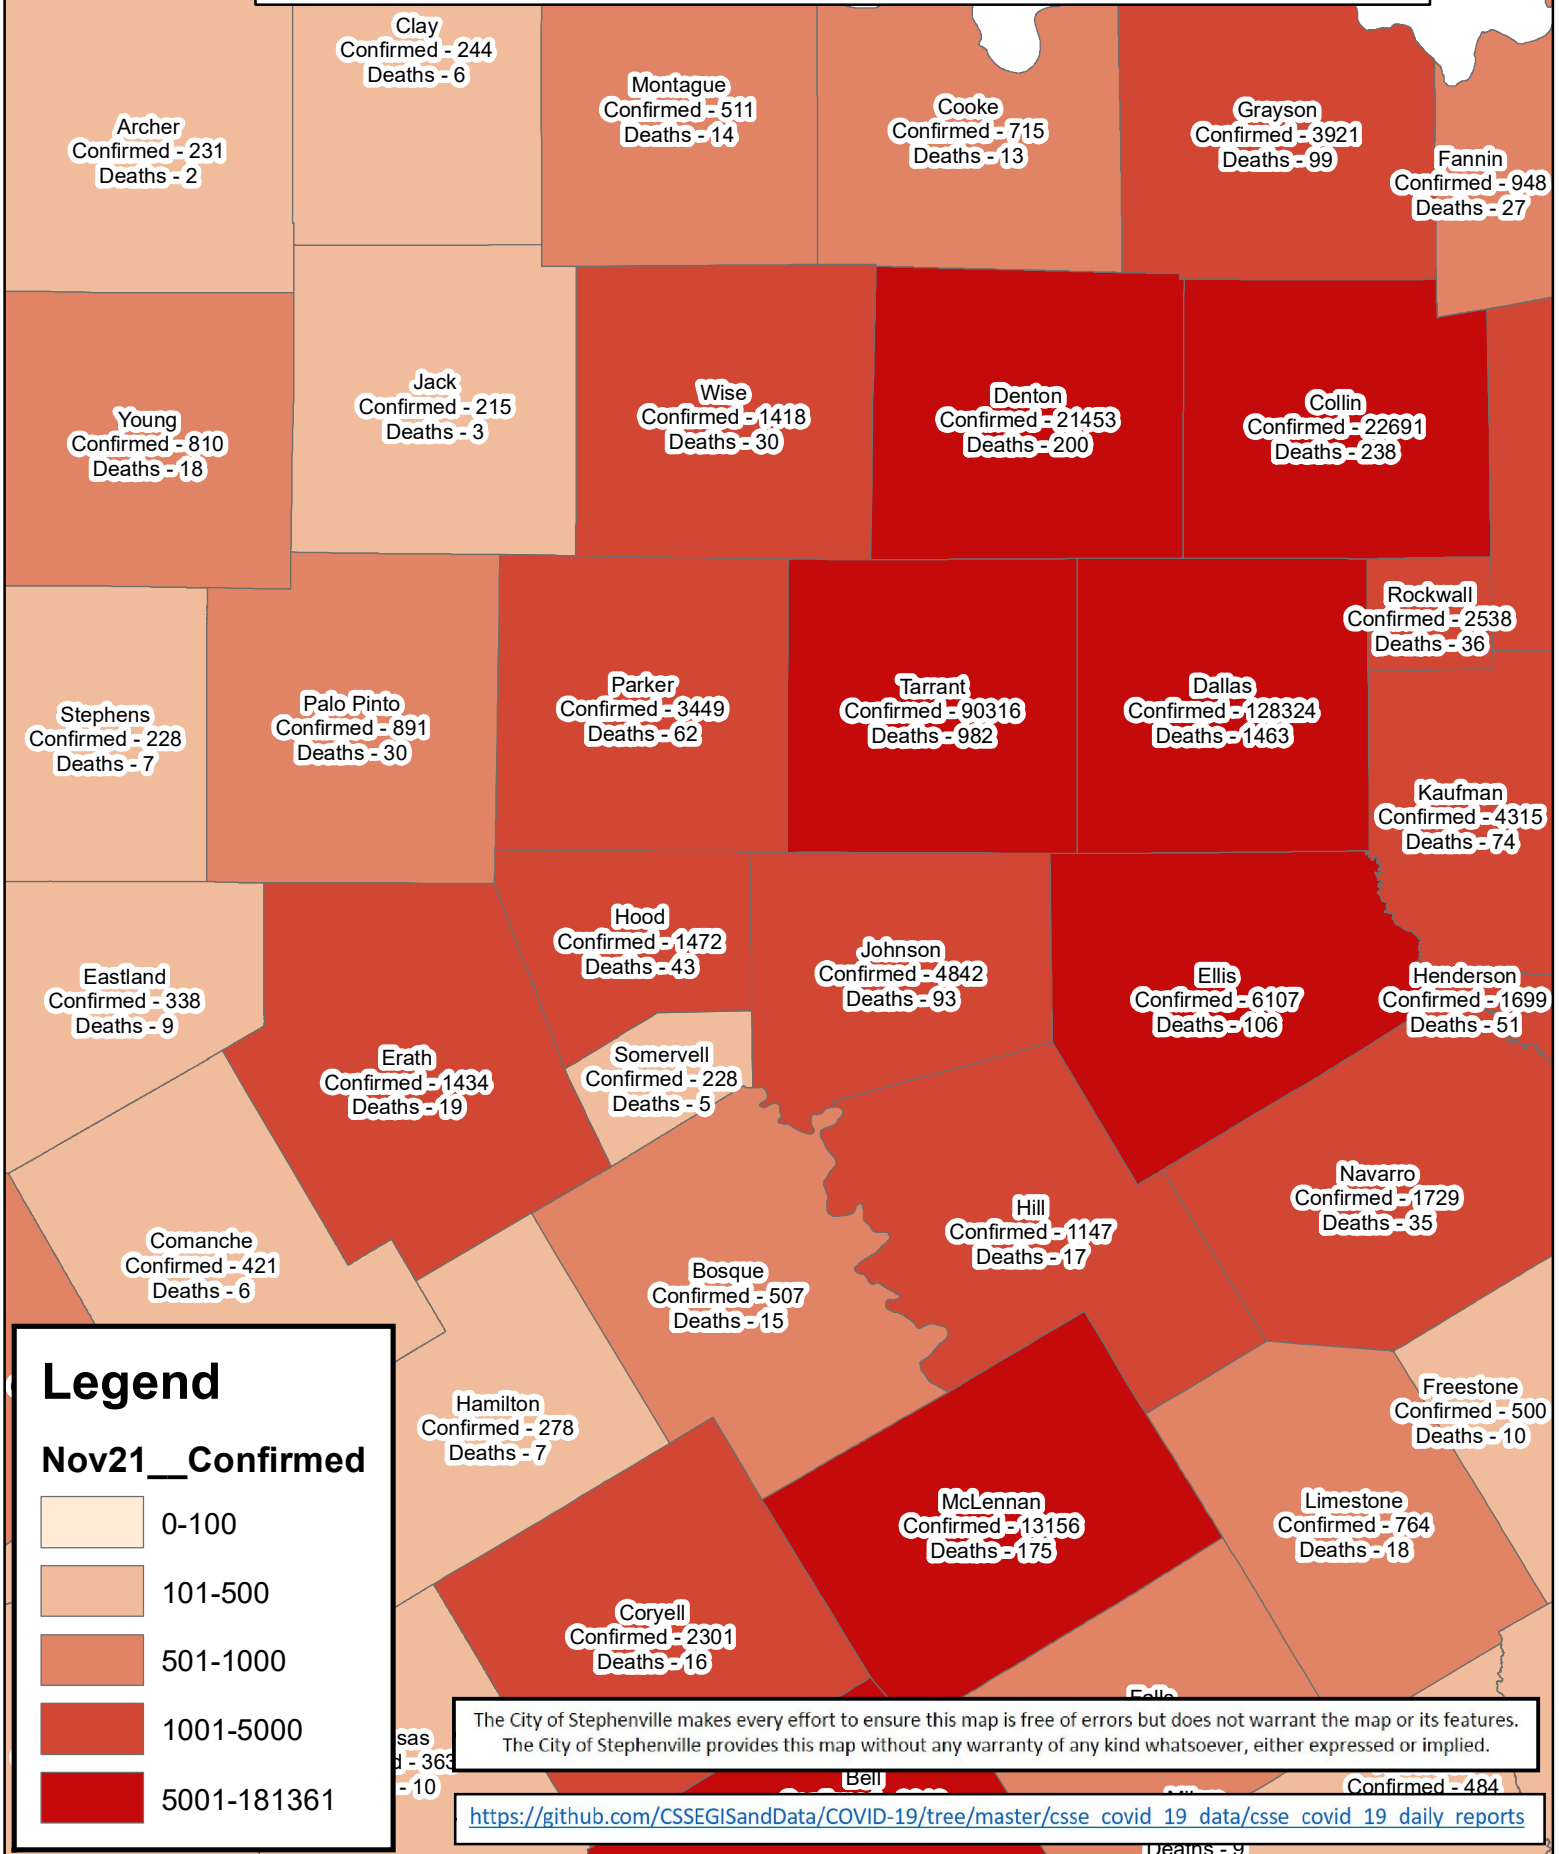 Clay
Confirmed - 244
Deaths - 6
Montague
Confirmed - 511
Deaths - 14
Cooke
Confirmed - 715
Deaths - 13
Grayson
Confirmed - 3921
Deaths - 99
Archer
Confirmed - 231
Deaths - 2
Fannin
Confirmed - 948
Deaths - 27
Jack
Confirmed - 215
Deaths - 3
Wise
Confirmed - 1418
Deaths - 30
Denton
Confirmed - 21453
Deaths - 200
Collin
Confirmed - 22691
Deaths - 238
Young
Confirmed - 810
Deaths - 18
Rockwall
Confirmed - 2538
Deaths - 36
Stephens
Confirmed - 228
Deaths - 7
Palo Pinto
Confirmed - 891
Deaths - 30
Parker
Confirmed - 3449
Deaths - 62
Tarrant
Confirmed - 90316
Deaths - 982
Dallas
Confirmed - 128324
Deaths - 1463
Kaufman
Confirmed - 4315
Deaths - 74
Hood
Confirmed - 1472
Deaths - 43
Johnson
Confirmed - 4842
Deaths - 93
Eastland
Confirmed - 338
Deaths - 9
Ellis
Confirmed - 6107
Deaths - 106
Henderson
Confirmed - 1699
Deaths - 51
Erath
Confirmed - 1434
Deaths - 19
Somervell
Confirmed - 228
Deaths - 5
Navarro
Confirmed - 1729
Deaths - 35
Hill
Confirmed - 1147
Deaths - 17
Comanche
Confirmed - 421
Deaths - 6
Bosque
Confirmed - 507
Deaths - 15
Freestone
Confirmed - 500
Deaths - 10
Hamilton
Confirmed - 278
Deaths - 7
McLennan
Confirmed - 13156
Deaths - 175
Limestone
Confirmed - 764
Deaths - 18
Coryell
Confirmed - 2301
Deaths - 16
Legend
Nov21__Confirmed
0-100
101-500
501-1000
1001-5000
5001-181361
sas
d - 363
- 10
The City of Stephenville makes every effort to ensure this map is free of errors but does not warrant the map or its features.
The City of Stephenville provides this map without any warranty of any kind whatsoever, either expressed or implied.
Bell
Confirmed - 484
https://github.com/CSSEGISandData/COVID-19/tree/master/csse_covid_19_data/csse_covid_19_daily_reports
Deaths - 9